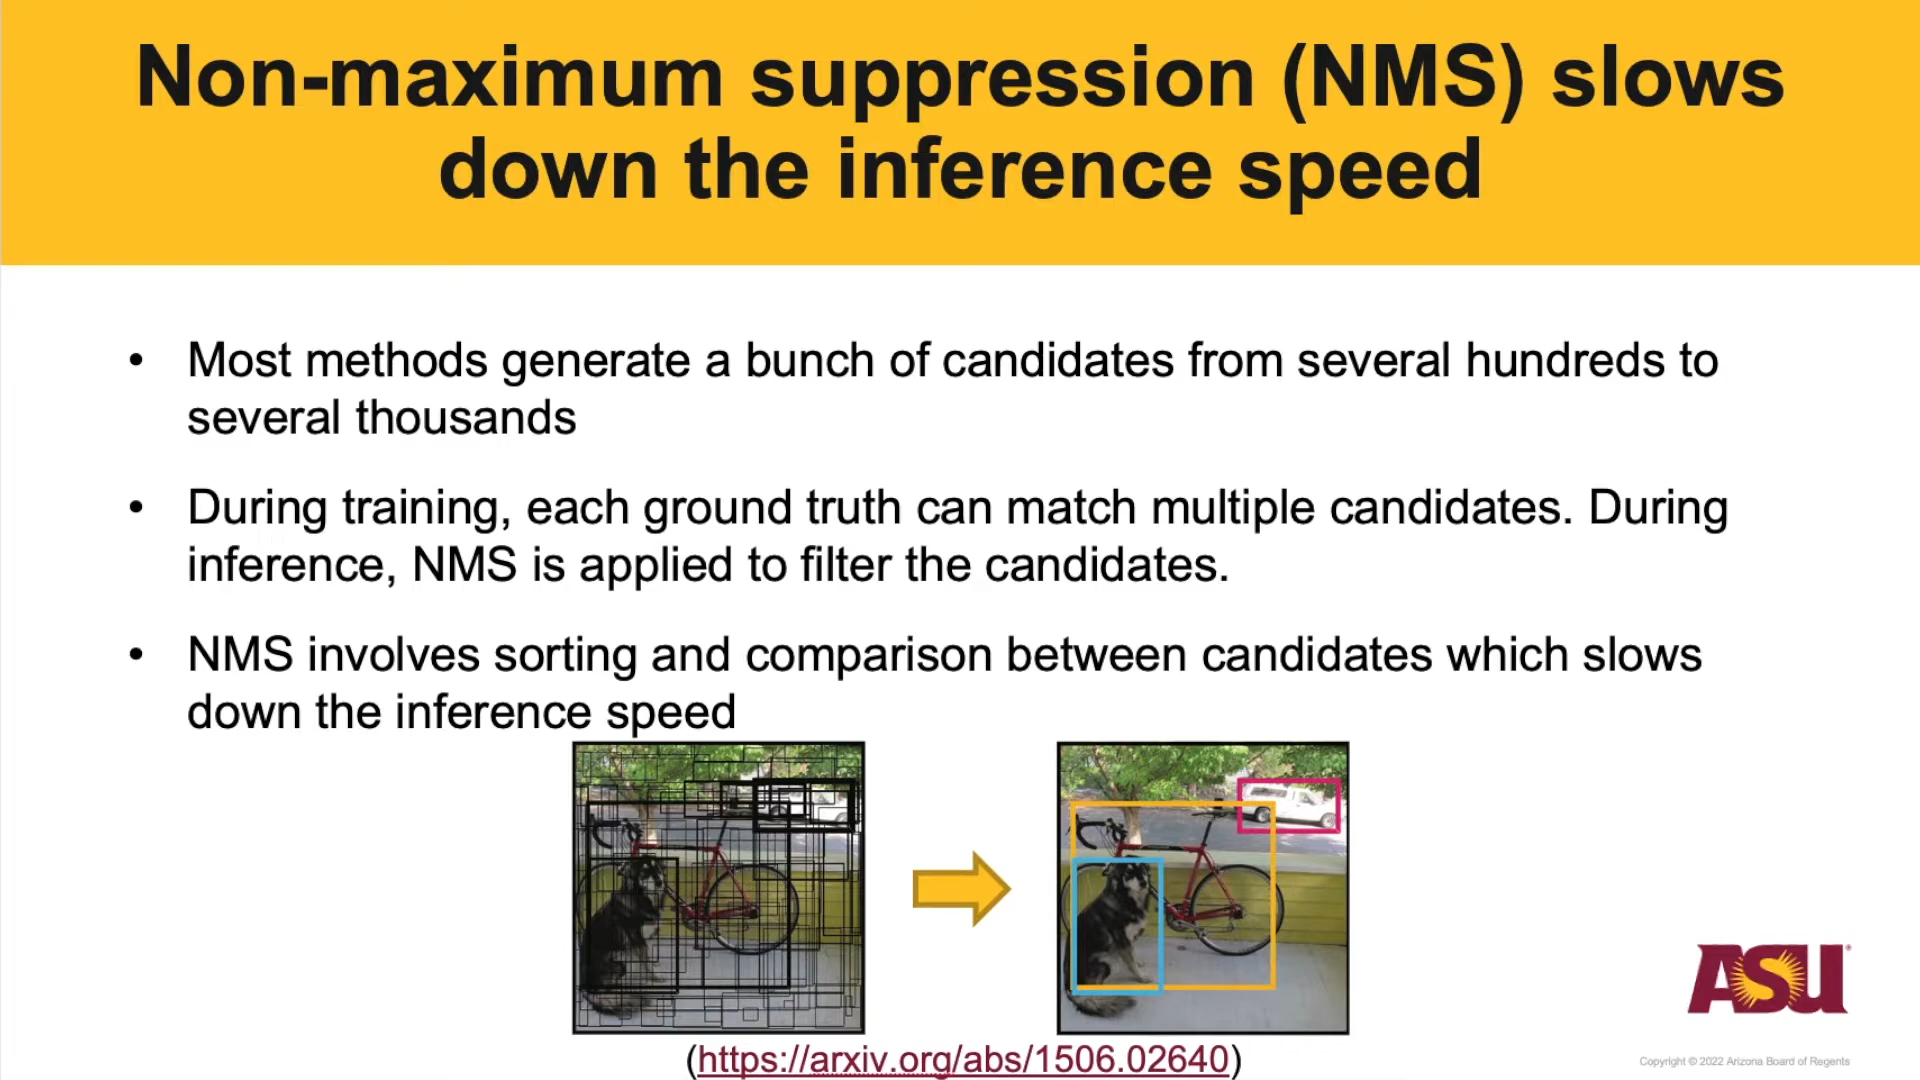 Non-maximum suppression (NMS) slows
down the inference speed
• Most methods generate a bunch of candidates from several hundreds to
several thousands
• During training, each ground truth can match multiple candidates. During
inference, NMS is applied to filter the candidates.
• NMS involves sorting and comparison between candidates which slows
down the inference speed
(https://arxiv.org/abs/1506.02640)
ASU
Copyright © 2022 Arizona Board of Regents